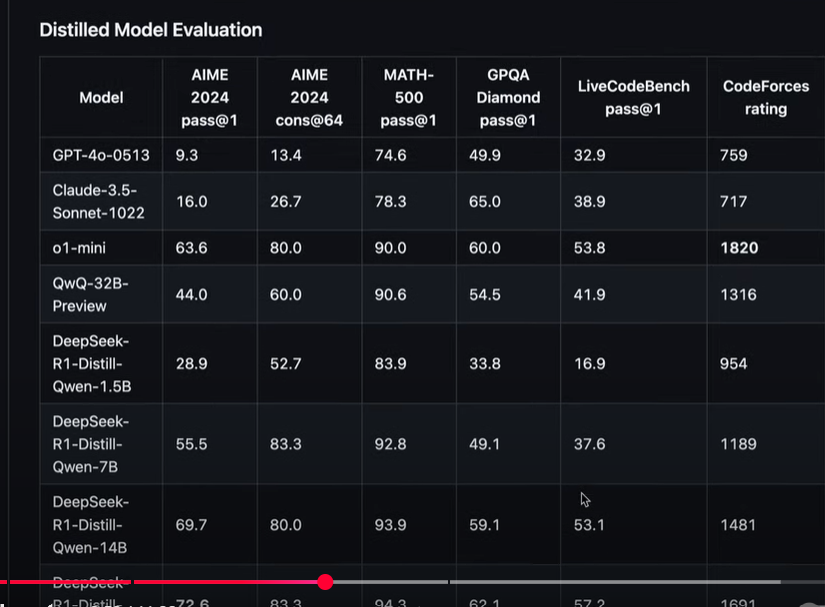 Distilled Model Evaluation
Model
AIME
2024
pass@1
AIME
2024
cons@64
MATH-
500
pass@1
GPQA
Diamond
pass@1
LiveCodeBench
pass@1
CodeForces
rating
GPT-4o-0513 9.3 13.4 74.6 49.9 32.9 759
Claude-3.5-
Sonnet-1022
16.0 26.7 78.3 65.0 38.9 717
o1-mini 63.6 80.0 90.0 60.0 53.8 1820
QwQ-32B-
Preview
44.0 60.0 90.6 54.5 41.9 1316
DeepSeek-
R1-Distill-
Qwen-1.5B
28.9 52.7 83.9 33.8 16.9 954
DeepSeek-
R1-Distill-
Qwen-7B
55.5 83.3 92.8 49.1 37.6 1189
DeepSeek-
R1-Distill-
Qwen-14B
69.7 80.0 93.9 59.1 53.1 1481
DeepSeek-
R1-Distill- 72.6 83.3 94.3 62.1 57.2 1691